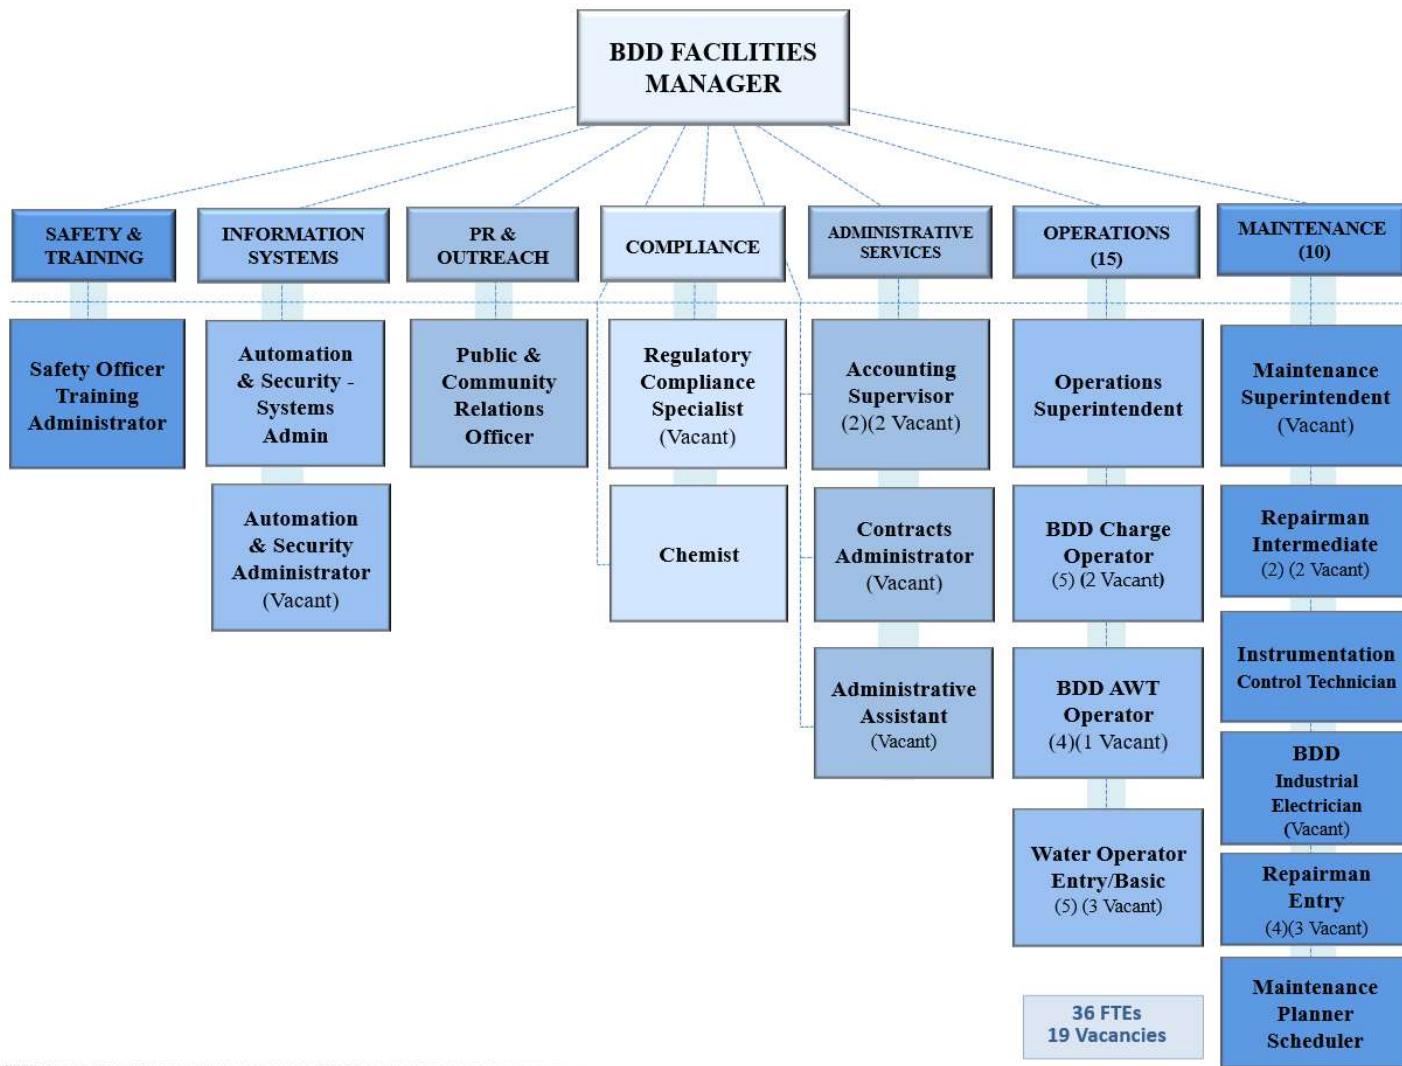 BDD FACILITIES
MANAGER
SAFETY &
TRAINING
INFORMATION
SYSTEMS
PR &
OUTREACH
COMPLIANCE
ADMINISTRATIVE
SERVICES
OPERATIONS
(15)
MAINTENANCE
(10)
Safety Officer
Training
Administrator
Automation
& Security -
Systems
Admin
Automation
& Security
Administrator
(Vacant)
Public &
Community
Relations
Officer
Regulatory
Compliance
Specialist
(Vacant)
Chemist
Accounting
Supervisor
(2)(2 Vacant)
Contracts
Administrator
(Vacant)
Administrative
Assistant
(Vacant)
Operations
Superintendent
BDD Charge
Operator
(5) (2 Vacant)
BDD AWT
Operator
(4)(1 Vacant)
Water Operator
Entry/Basic
(5) (3 Vacant)
Maintenance
Superintendent
(Vacant)
Repairman
Intermediate
(2) (2 Vacant)
Instrumentation
Control Technician
BDD
Industrial
Electrician
(Vacant)
Repairman
Entry
(4)(3 Vacant)
Maintenance
Planner
Scheduler
36 FTEs
19 Vacancies